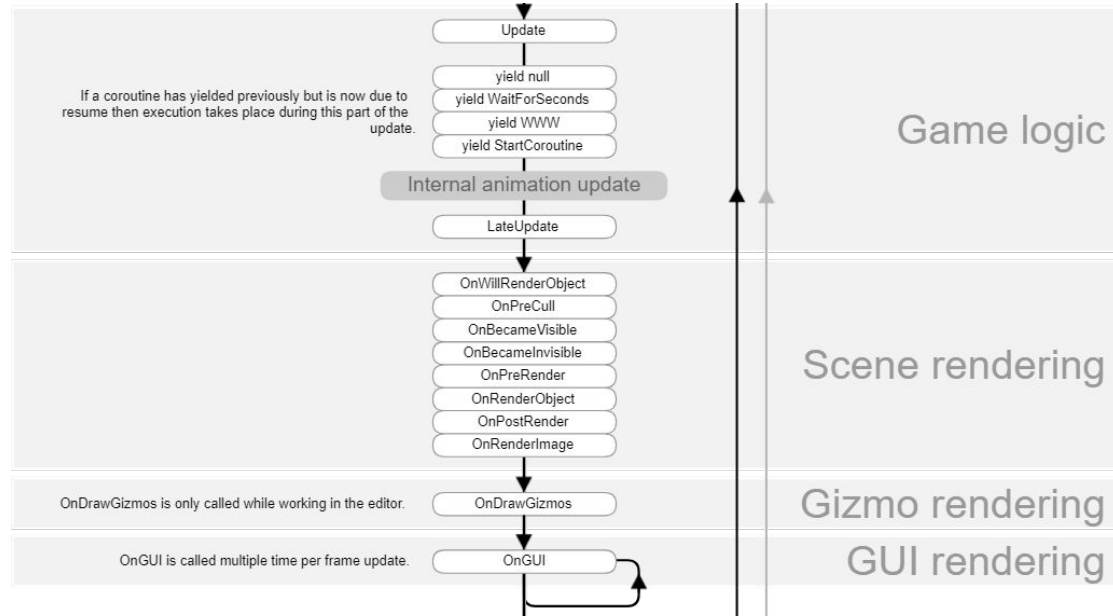 Update
If a coroutine has yielded previously but is now due to
resume then execution takes place during this part of the
update.
yield null
yield WaitForSeconds
yield WWW
yield StartCoroutine
Game logic
Internal animation update
LateUpdate
OnWillRenderObject
OnPreCull
OnBecameVisible
OnBecameInvisible
OnPreRender
OnRenderObject
OnPostRender
OnRenderImage
Scene rendering
OnDrawGizmos is only called while working in the editor.
OnDrawGizmos
Gizmo rendering
OnGUI is called multiple time per frame update.
OnGUI
GUI rendering